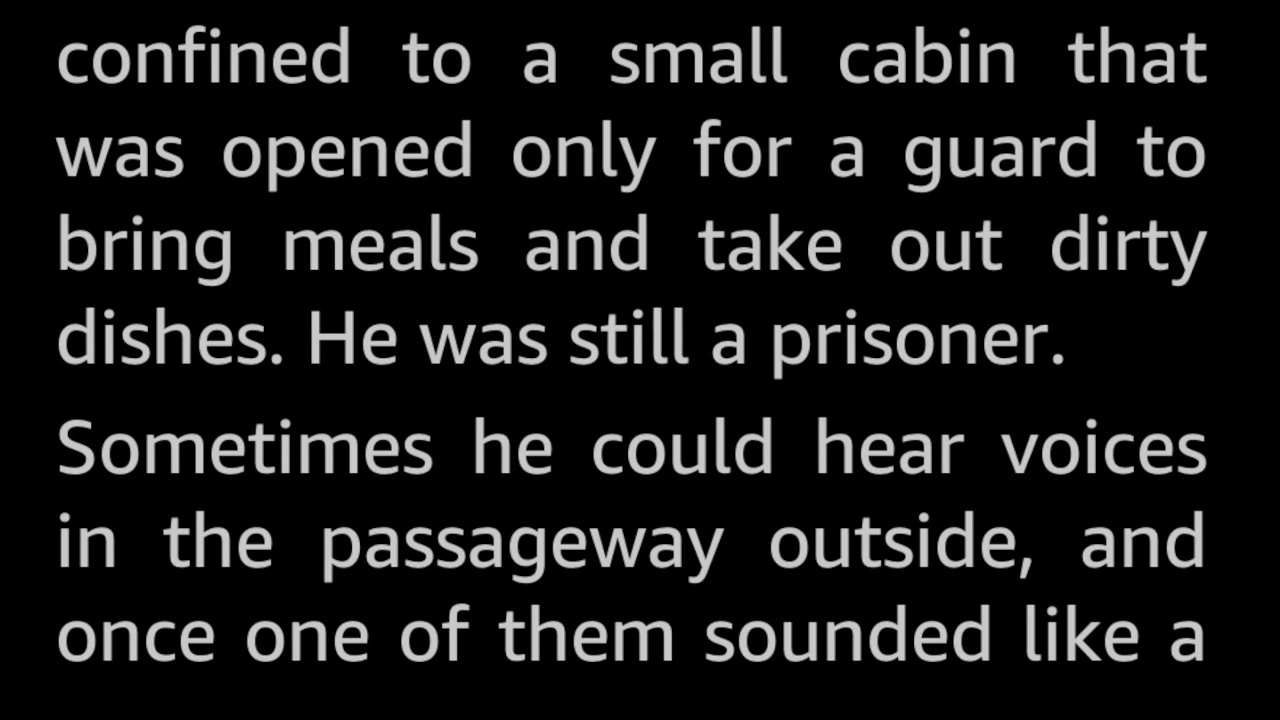 confined to a small cabin that
was opened only for a guard to
bring meals and take out dirty
dishes. He was still a prisoner.
Sometimes he could hear voices
in the passageway outside, and
once one of them sounded like a